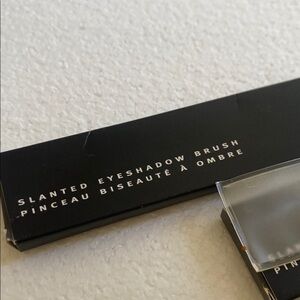 SLANTED EYESHADOW BRUSH
PINCEAU BISEAUTÉ À OMBRE